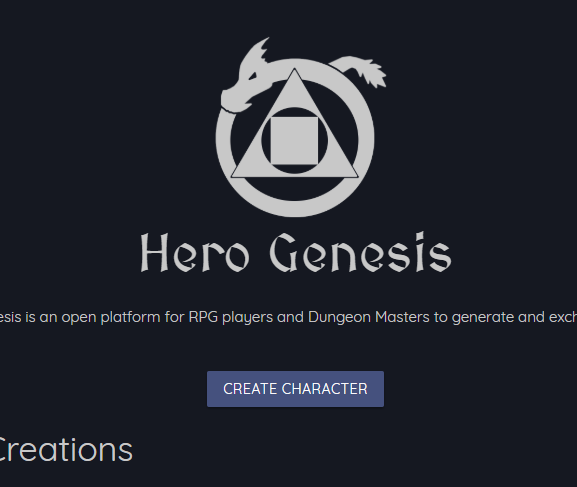 Hero Genesis
esis is an open platform for RPG players and Dungeon Masters to generate and exch
CREATE CHARACTER
Creations